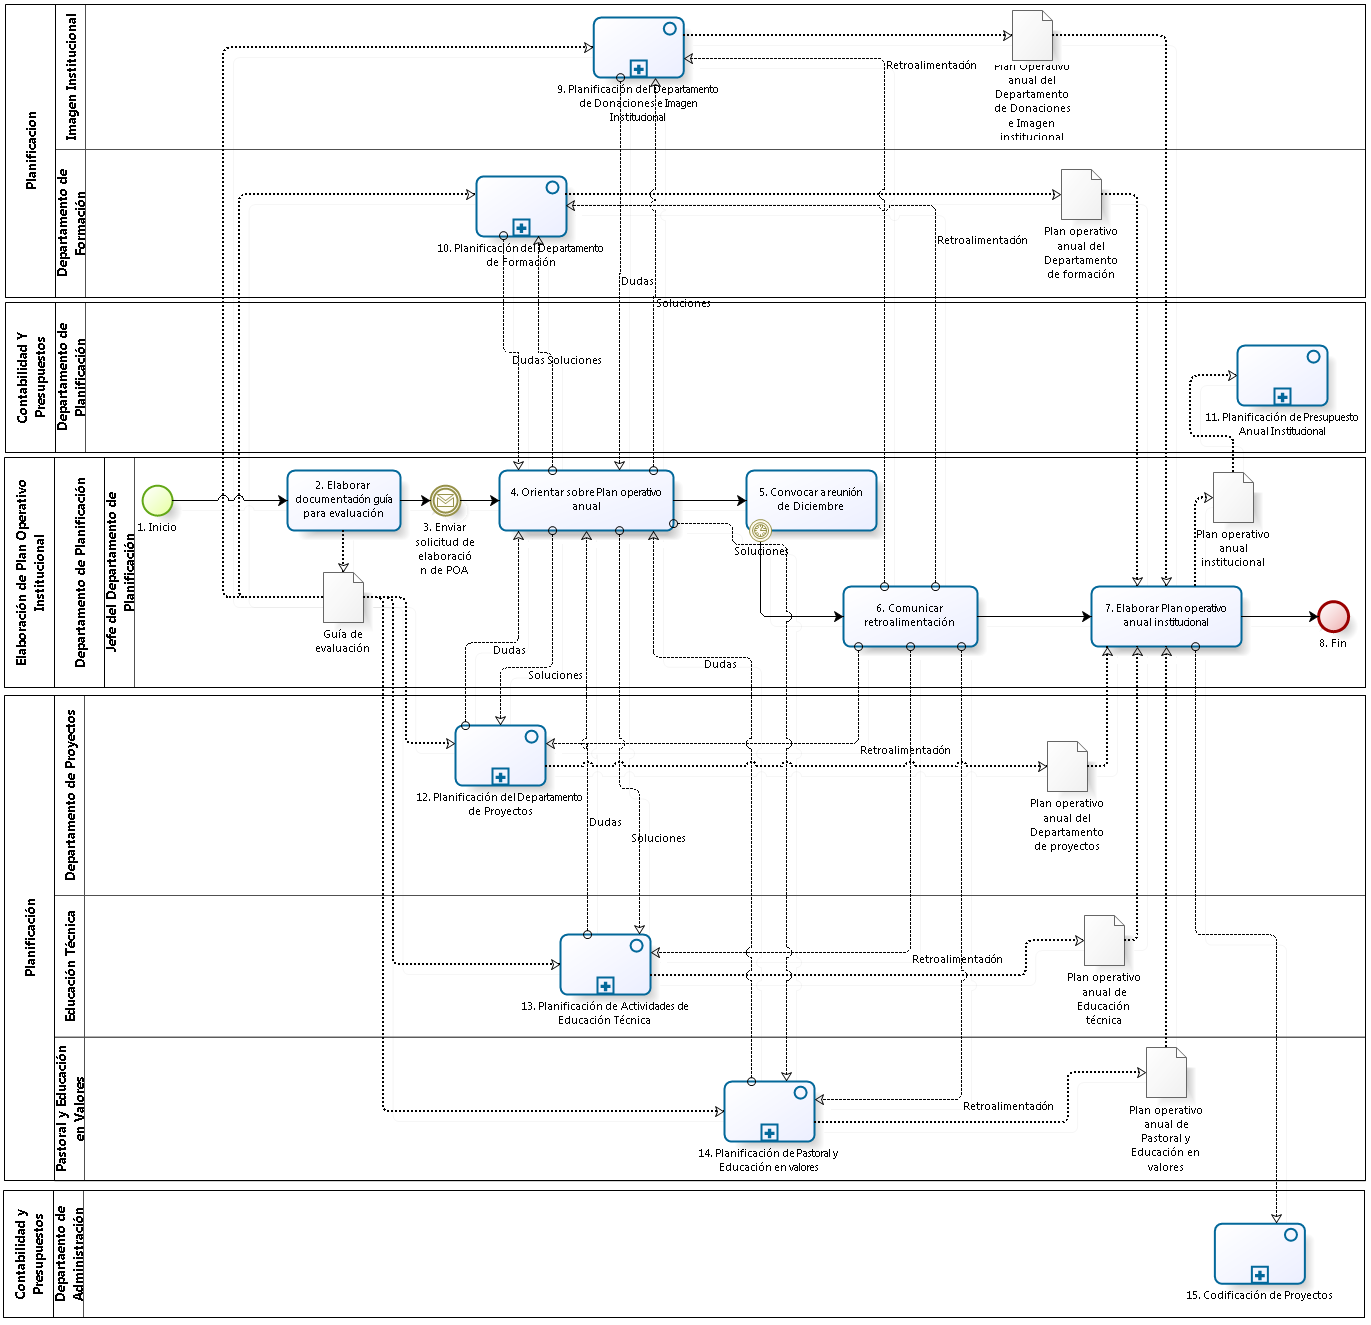 Planificacion
Imagen Institucional
Departamento de
Formación
9. Planificación del Departamento
de Donaciones e Imagen
Institucional
Retroalimentación
Plan Operativo
anual del
Departamento
de Donaciones
e Imagen
institucional
10. Planificación del Departamento
de Formación
Retroalimentación
Plan operativo
anual del
Departamento
de formación
Dudas
Soluciones
Contabilidad Y
Presupuestos
Departamento de
Planificación
Dudas
Soluciones
11. Planificación de Presupuesto
Anual Institucional
Elaboración de Plan Operativo
Institucional
Departamento de Planificación
Jefe del Departamento de
Planificación
1. Inicio
2. Elaborar
documentación guía
para evaluación
3. Enviar
solicitud de
elaboració
n de POA
4. Orientar sobre Plan operativo
anual
5. Convocar a reunión
de Diciembre
Soluciones
Plan operativo
anual
institucional
6. Comunicar
retroalimentación
7. Elaborar Plan operativo
anual institucional
8. Fin
Guía de
evaluación
Dudas
Soluciones
Dudas
Planificación
Departamento de Proyectos
Educación Técnica
Pastoral y Educación
en Valores
12. Planificación del Departamento
de Proyectos
Retroalimentación
Plan operativo
anual del
Departamento
de proyectos
Dudas
Soluciones
13. Planificación de Actividades de
Educación Técnica
Retroalimentación
Plan operativo
anual de
Educación
técnica
14. Planificación de Pastoral y
Educación en valores
Retroalimentación
Plan operativo
anual de
Pastoral y
Educación en
valores
Contabilidad y
Presupuestos
Departaento de
Administración
15. Codificación de Proyectos